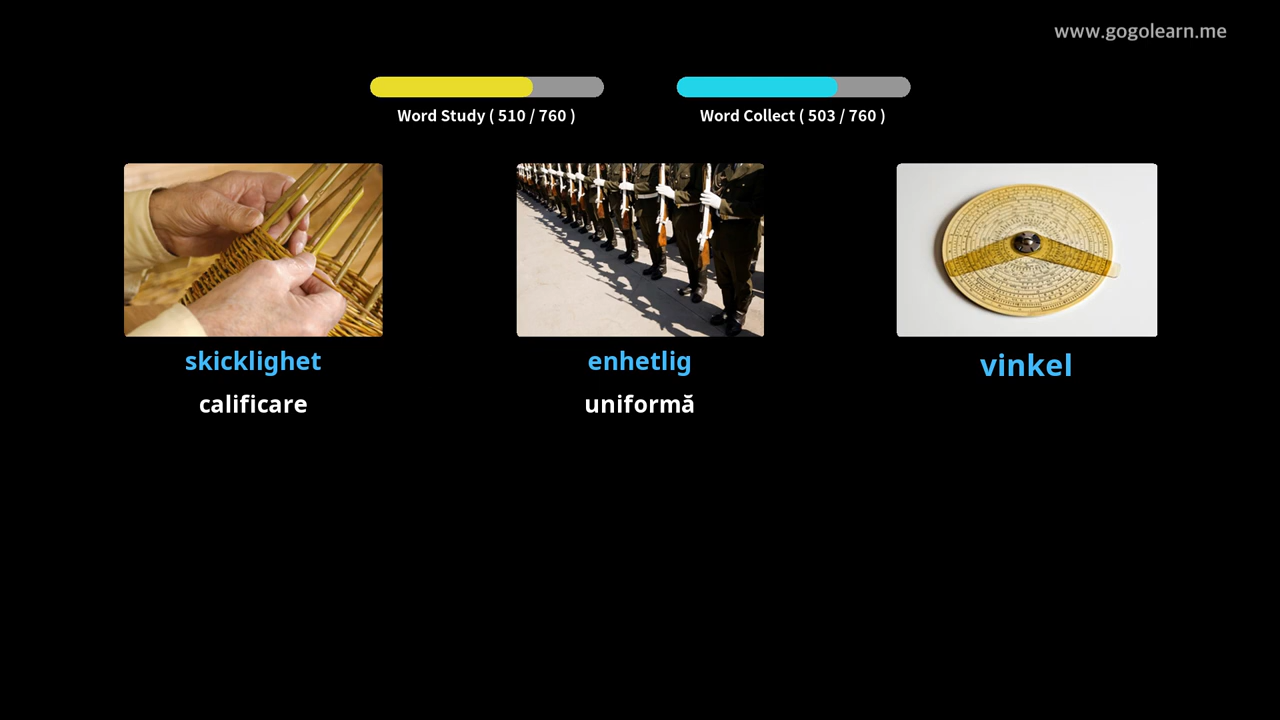 www.gogolearn.me
Word Study ( 510 / 760 )
Word Collect ( 503 / 760 )
skicklighet
enhetlig
vinkel
calificare
uniformă